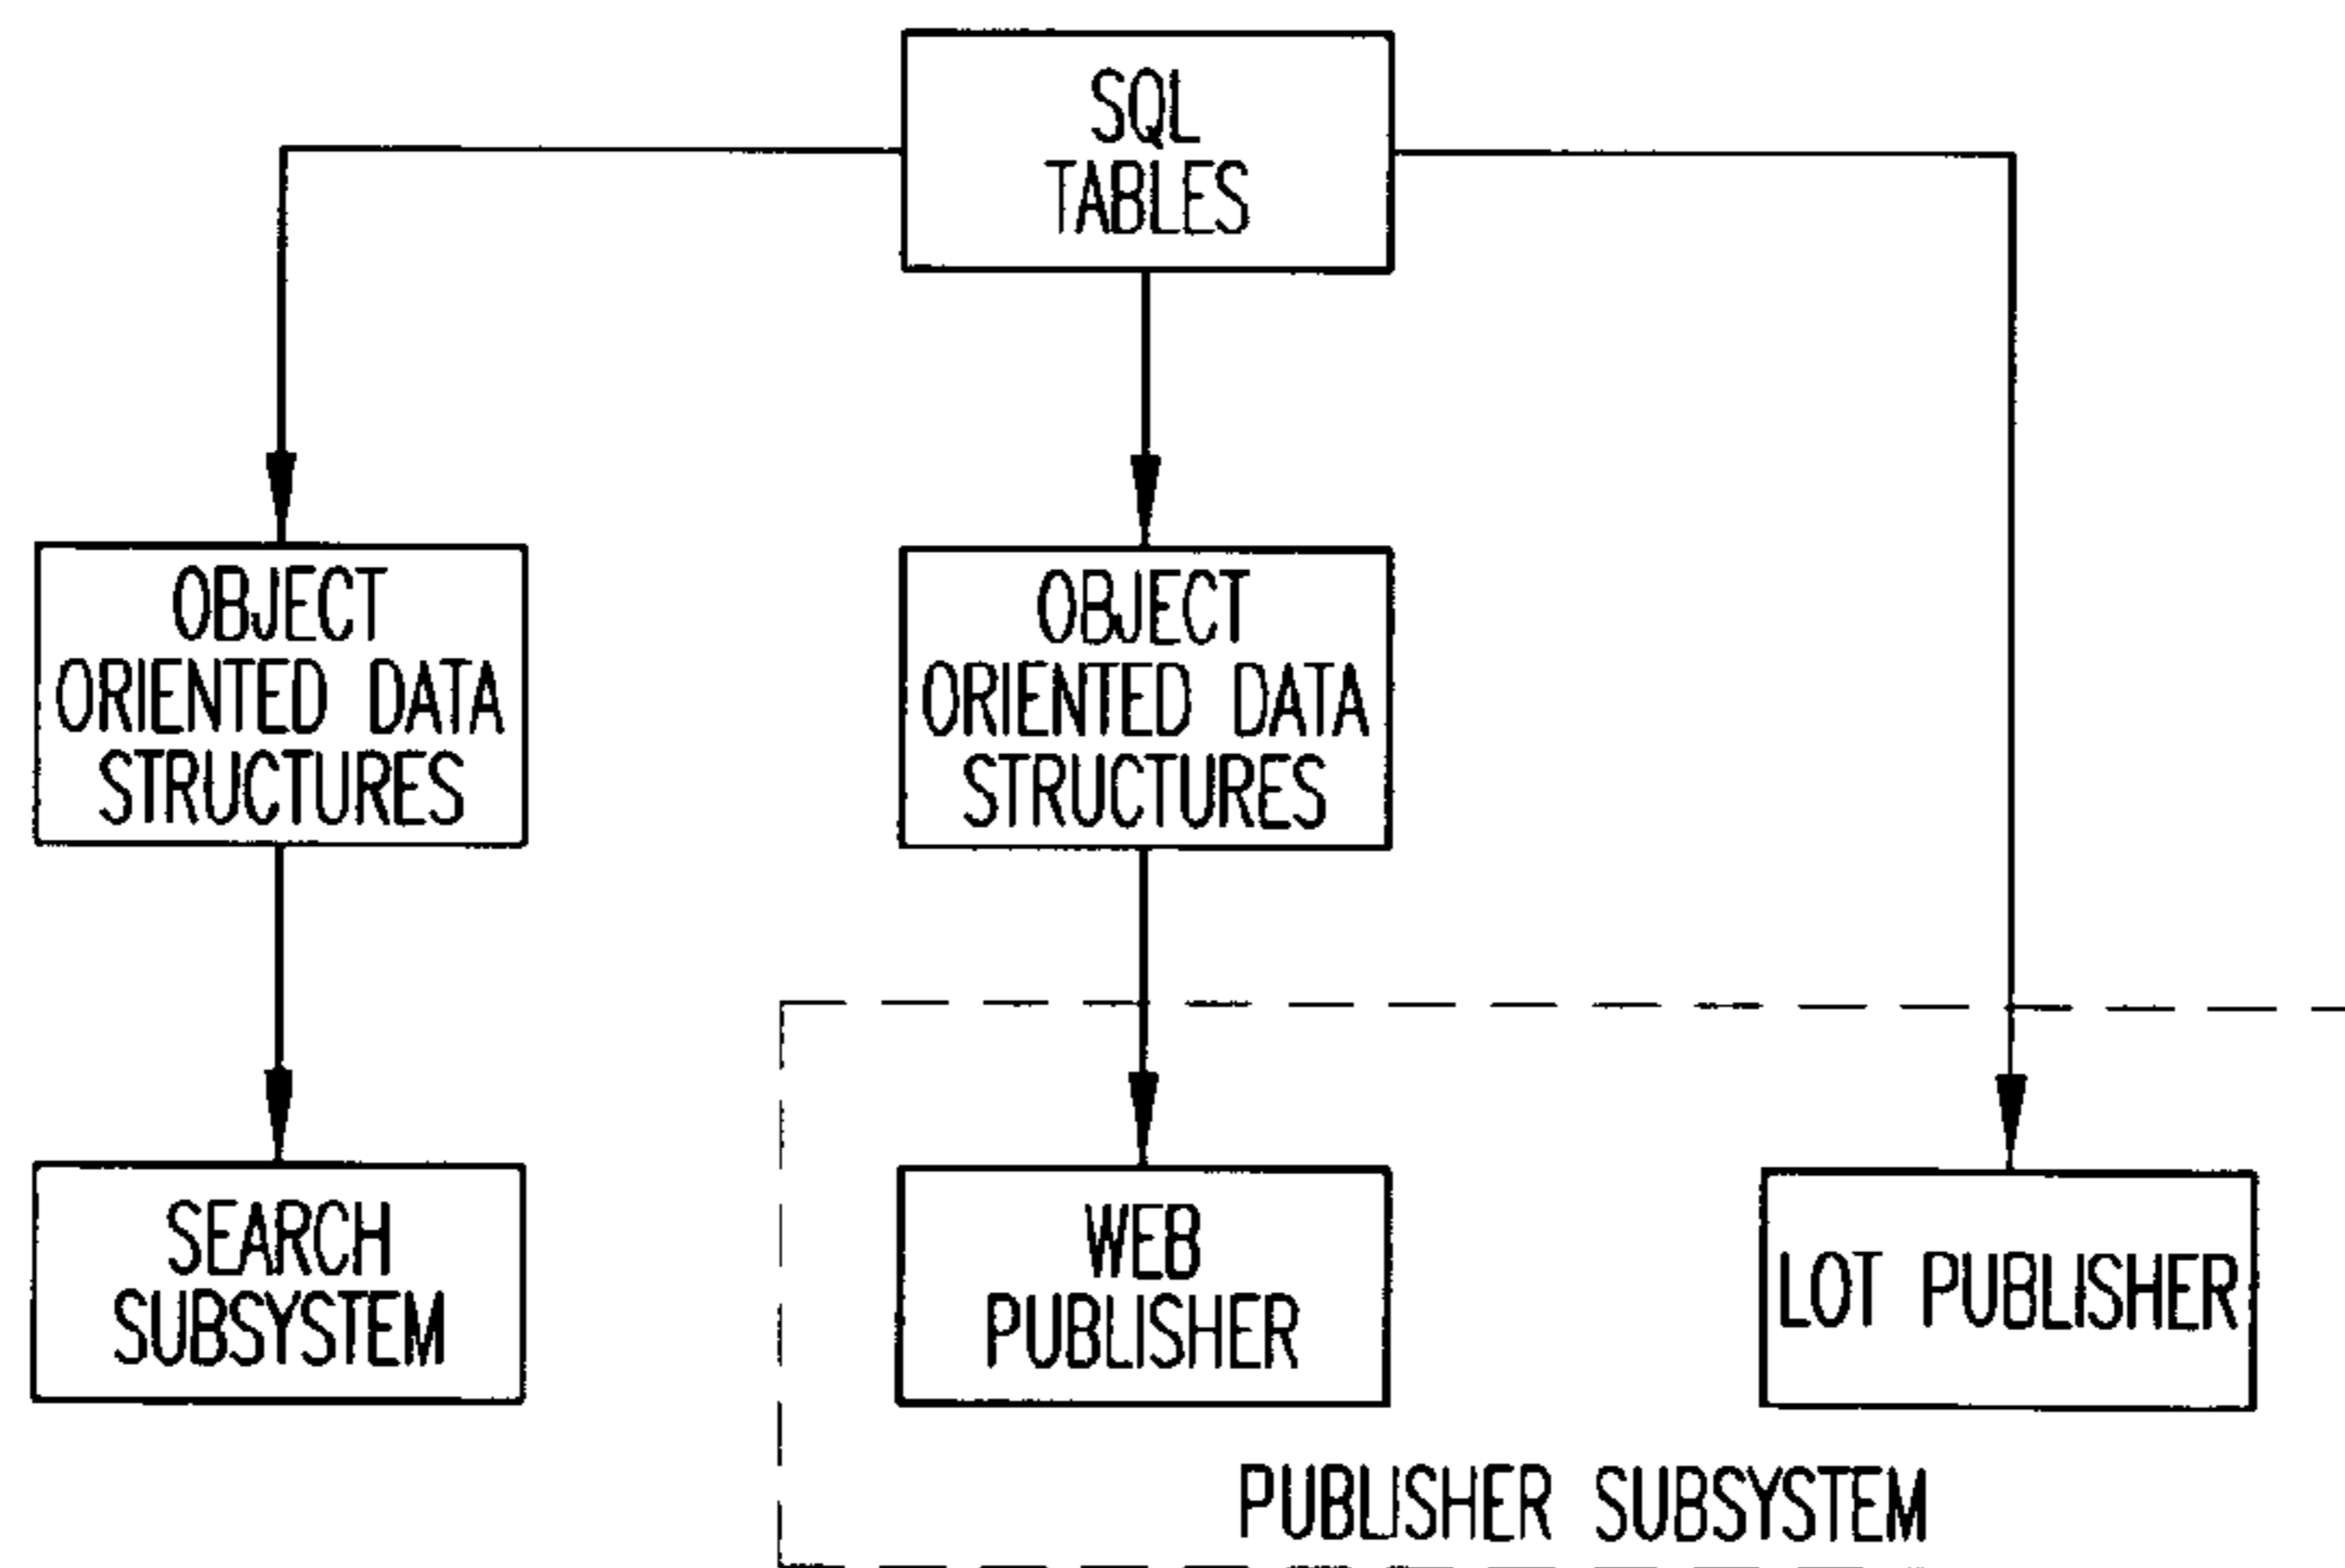 SQL
TABLES
OBJECT
ORIENTED DATA
STRUCTURES
OBJECT
ORIENTED DATA
STRUCTURES
SEARCH
SUBSYSTEM
WEB
PUBLISHER
LOT PUBLISHER
PUBLISHER SUBSYSTEM